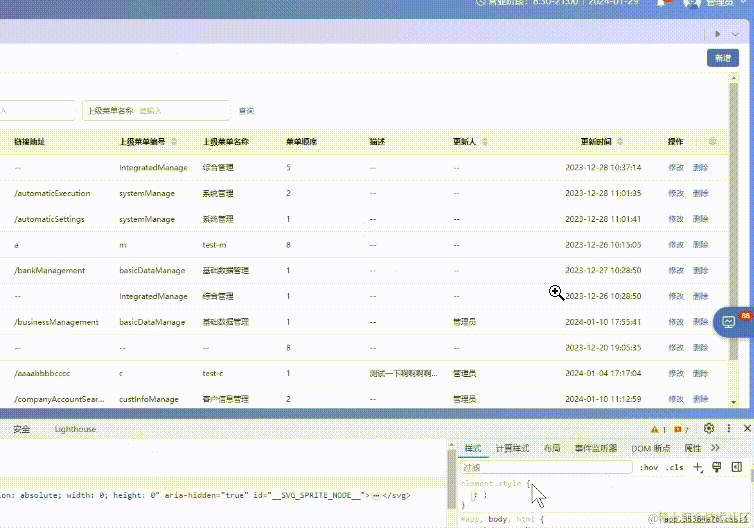 营业阶段: 8:30-21:00 | 2024-01-29 管理员
新增
上级菜单名称 请输入 查询
链接地址 上级菜单编号 上级菜单名称 菜单顺序 描述 更新人 更新时间 操作
-- IntegratedManage 综合管理 5 -- -- 2023-12-28 10:37:14 修改 删除
/automaticExecution systemManage 系统管理 2 -- -- 2023-12-28 11:01:35 修改 删除
/automaticSettings systemManage 系统管理 1 -- -- 2023-12-28 11:01:41 修改 删除
a m test-m 8 -- -- 2023-12-26 10:15:05 修改 删除
/bankManagement basicDataManage 基础数据管理 1 -- -- 2023-12-27 10:28:50 修改 删除
-- IntegratedManage 综合管理 1 -- -- 2023-12-26 10:28:50 修改 删除
/businessManagement basicDataManage 基础数据管理 1 -- 管理员 2024-01-10 17:55:41 修改 删除
88
-- -- -- 8 -- -- 2023-12-20 19:05:35 修改 删除
/aaaabbbbcccc c test-c 1 测试一下啊啊啊啊... 管理员 2024-01-04 17:17:04 修改 删除
/companyAccountSear... custInfoManage 客户信息管理 2 -- 管理员 2024-01-10 11:12:59 修改 删除
安全 Lighthouse 1 7
样式 计算样式 布局 事件监听器 DOM 断点 属性
过滤 :hov .cls
element.style {
: ;
}
ion: absolute; width: 0; height: 0" aria-hidden="true" id="__SVG_SPRITE_NODE__">…</svg>
#app, body, html {